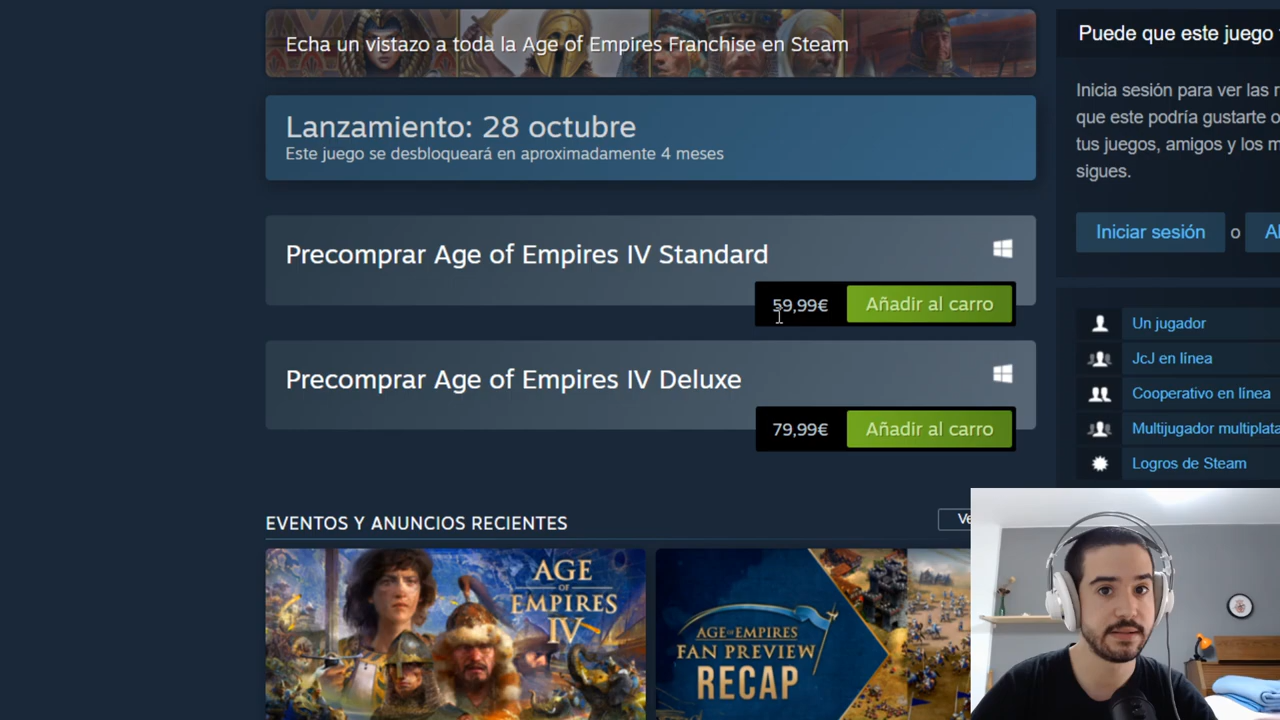 Echa un vistazo a toda la Age of Empires Franchise en Steam
Lanzamiento: 28 octubre
Este juego se desbloqueará en aproximadamente 4 meses
Precomprar Age of Empires IV Standard
59,99€
Añadir al carro
Precomprar Age of Empires IV Deluxe
79,99€
Añadir al carro
EVENTOS Y ANUNCIOS RECIENTES
AGE
OF
EMPIRES
IV
AGE OF EMPIRES
FAN PREVIEW
RECAP
Puede que este juego
Inicia sesión para ver las
que este podría gustarte o
tus juegos, amigos y los
sigues.
Iniciar sesión
o
Un jugador
JcJ en línea
Cooperativo en línea
Multijugador
Logros de Steam